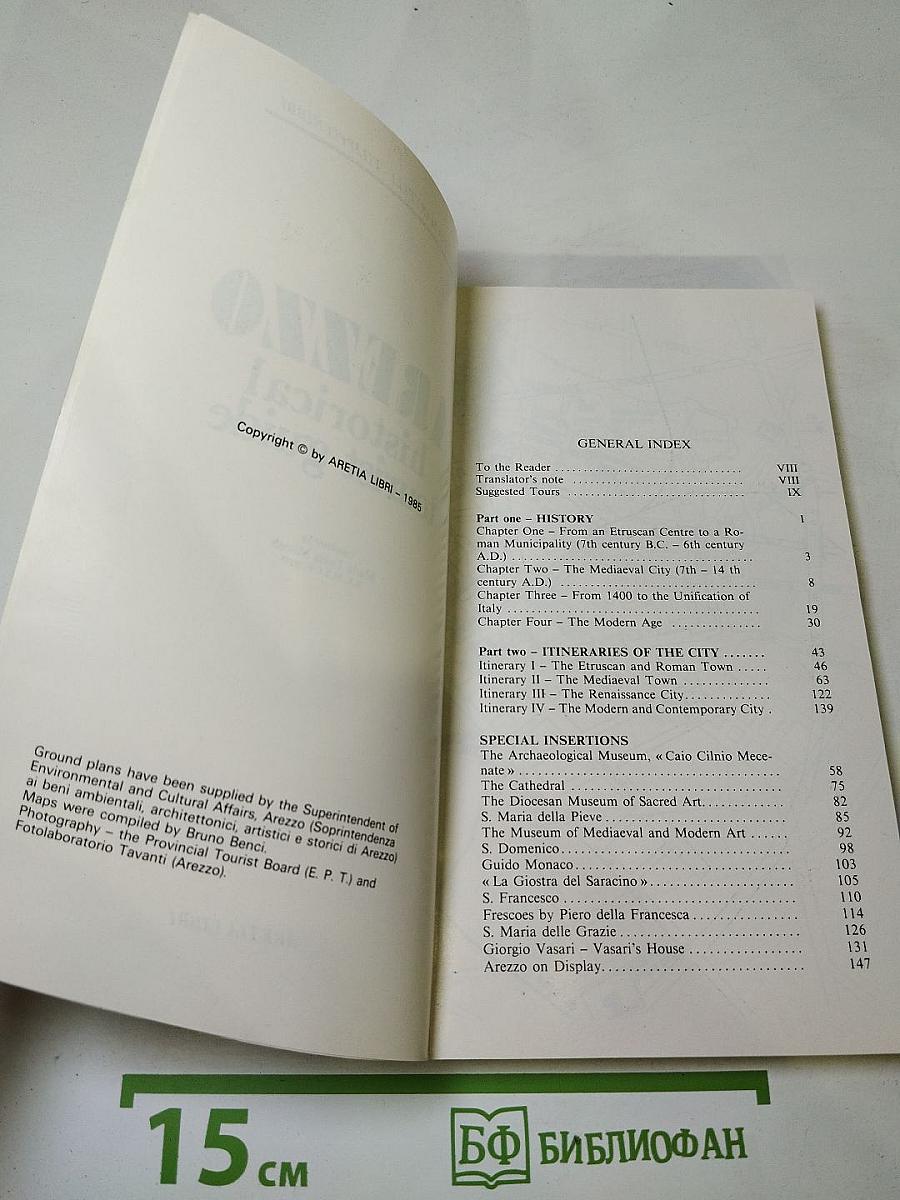 Copyright © by ARETIA LIBRI – 1985
Ground plans have been supplied by the Superintendent of
Environmental and Cultural Affairs, Arezzo (Soprintendenza
ai beni ambientali, architettonici, artistici e storici di Arezzo)
Maps were compiled by Bruno Benci.
Photography – the Provincial Tourist Board (E. P. T.) and
Fotolaboratorio Tavanti (Arezzo).
GENERAL INDEX
To the Reader ............................... VIII
Translator's note ............................ VIII
Suggested Tours ............................. IX
Part one – HISTORY 1
Chapter One – From an Etruscan Centre to a Ro-
man Municipality (7th century B.C. – 6th century
A.D.) ........................................ 3
Chapter Two – The Mediaeval City (7th – 14 th
century A.D.) ................................ 8
Chapter Three – From 1400 to the Unification of
Italy ......................................... 19
Chapter Four – The Modern Age ............... 30
Part two – ITINERARIES OF THE CITY ....... 43
Itinerary I – The Etruscan and Roman Town ..... 46
Itinerary II – The Mediaeval Town .............. 63
Itinerary III – The Renaissance City.............. 122
Itinerary IV – The Modern and Contemporary City . 139
SPECIAL INSERTIONS
The Archaeological Museum, « Caio Cilnio Mece-
nate » ........................................ 58
The Cathedral ................................ 75
The Diocesan Museum of Sacred Art............. 82
S. Maria della Pieve ........................... 85
The Museum of Mediaeval and Modern Art ...... 92
S. Domenico................................... 98
Guido Monaco................................. 103
« La Giostra del Saracino »...................... 105
S. Francesco ................................... 110
Frescoes by Piero della Francesca ............... 114
S. Maria delle Grazie ........................... 126
Giorgio Vasari – Vasari's House ................ 131
Arezzo on Display............................. 147
15 см
БФ БИБЛИОФАН